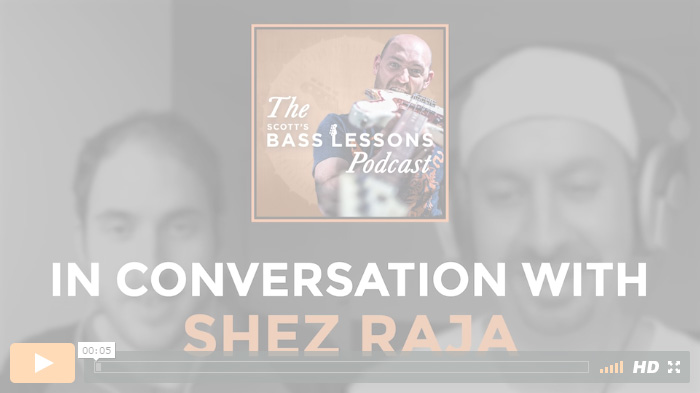 The
SCOTT'S
BASS LESSONS
Podcast
IN CONVERSATION WITH
SHEZ RAJA
00:05
HD